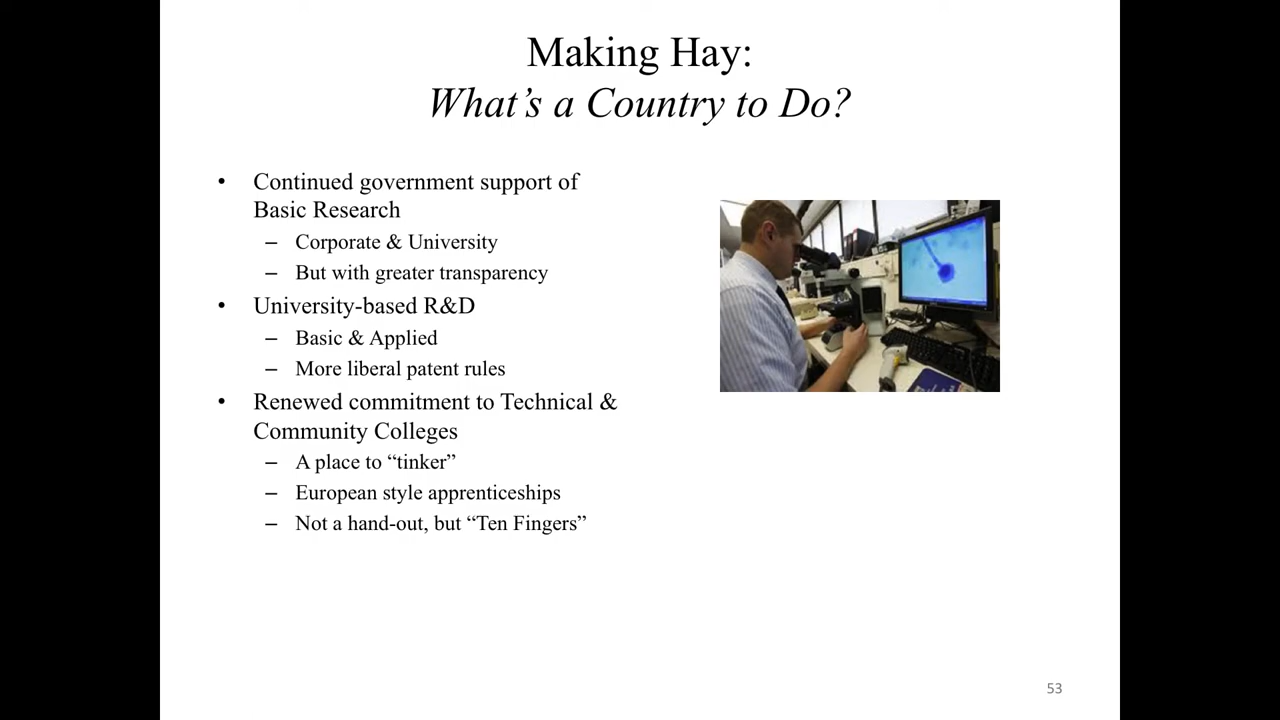 Making Hay:
What’s a Country to Do?
• Continued government support of
Basic Research
– Corporate & University
– But with greater transparency
• University-based R&D
– Basic & Applied
– More liberal patent rules
• Renewed commitment to Technical &
Community Colleges
– A place to “tinker”
– European style apprenticeships
– Not a hand-out, but “Ten Fingers”
53